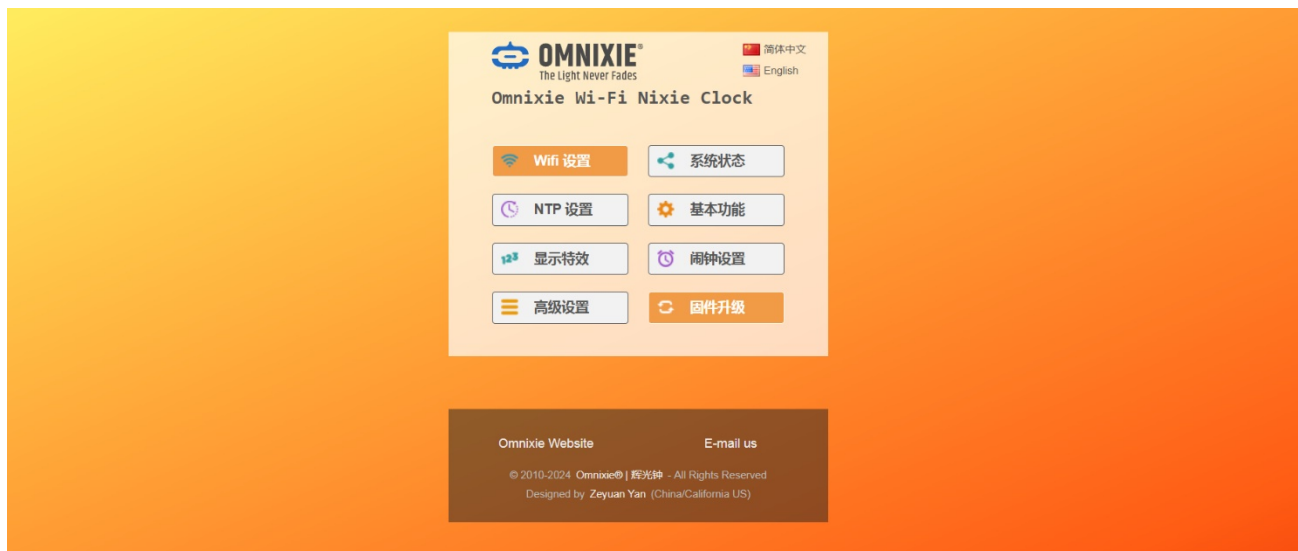 OMNIXIE®
The Light Never Fades
简体中文
English
Omnixie Wi-Fi Nixie Clock
Wifi 设置
系统状态
NTP 设置
基本功能
123 显示特效
闹钟设置
高级设置
固件升级
Omnixie Website
E-mail us
© 2010-2024 Omnixie® | 辉光钟 - All Rights Reserved
Designed by Zeyuan Yan (China/California US)